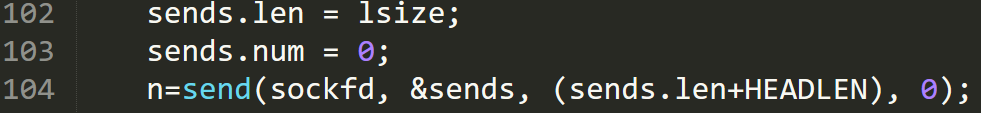 102 sends.len = lsize;
103 sends.num = 0;
104 n=send(sockfd, &sends, (sends.len+HEADLEN), 0);